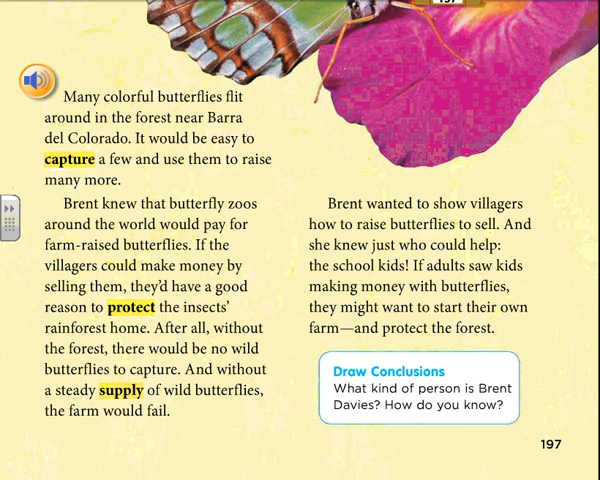 197
Many colorful butterflies flit
around in the forest near Barra
del Colorado. It would be easy to
capture a few and use them to raise
many more.
Brent knew that butterfly zoos
around the world would pay for
farm-raised butterflies. If the
villagers could make money by
selling them, they’d have a good
reason to protect the insects’
rainforest home. After all, without
the forest, there would be no wild
butterflies to capture. And without
a steady supply of wild butterflies,
the farm would fail.
Brent wanted to show villagers
how to raise butterflies to sell. And
she knew just who could help:
the school kids! If adults saw kids
making money with butterflies,
they might want to start their own
farm—and protect the forest.
Draw Conclusions
What kind of person is Brent
Davies? How do you know?
197